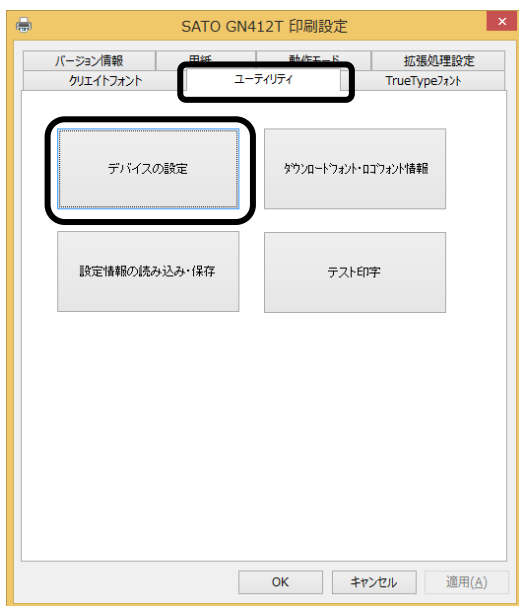 SATO GN412T 印刷設定
バージョン情報 用紙 動作モード 拡張処理設定
クリエイトフォント ユーティリティ TrueTypeフォント
デバイスの設定 ダウンロードフォント・ロゴフォント情報
設定情報の読み込み・保存 テスト印字
OK キャンセル 適用(A)